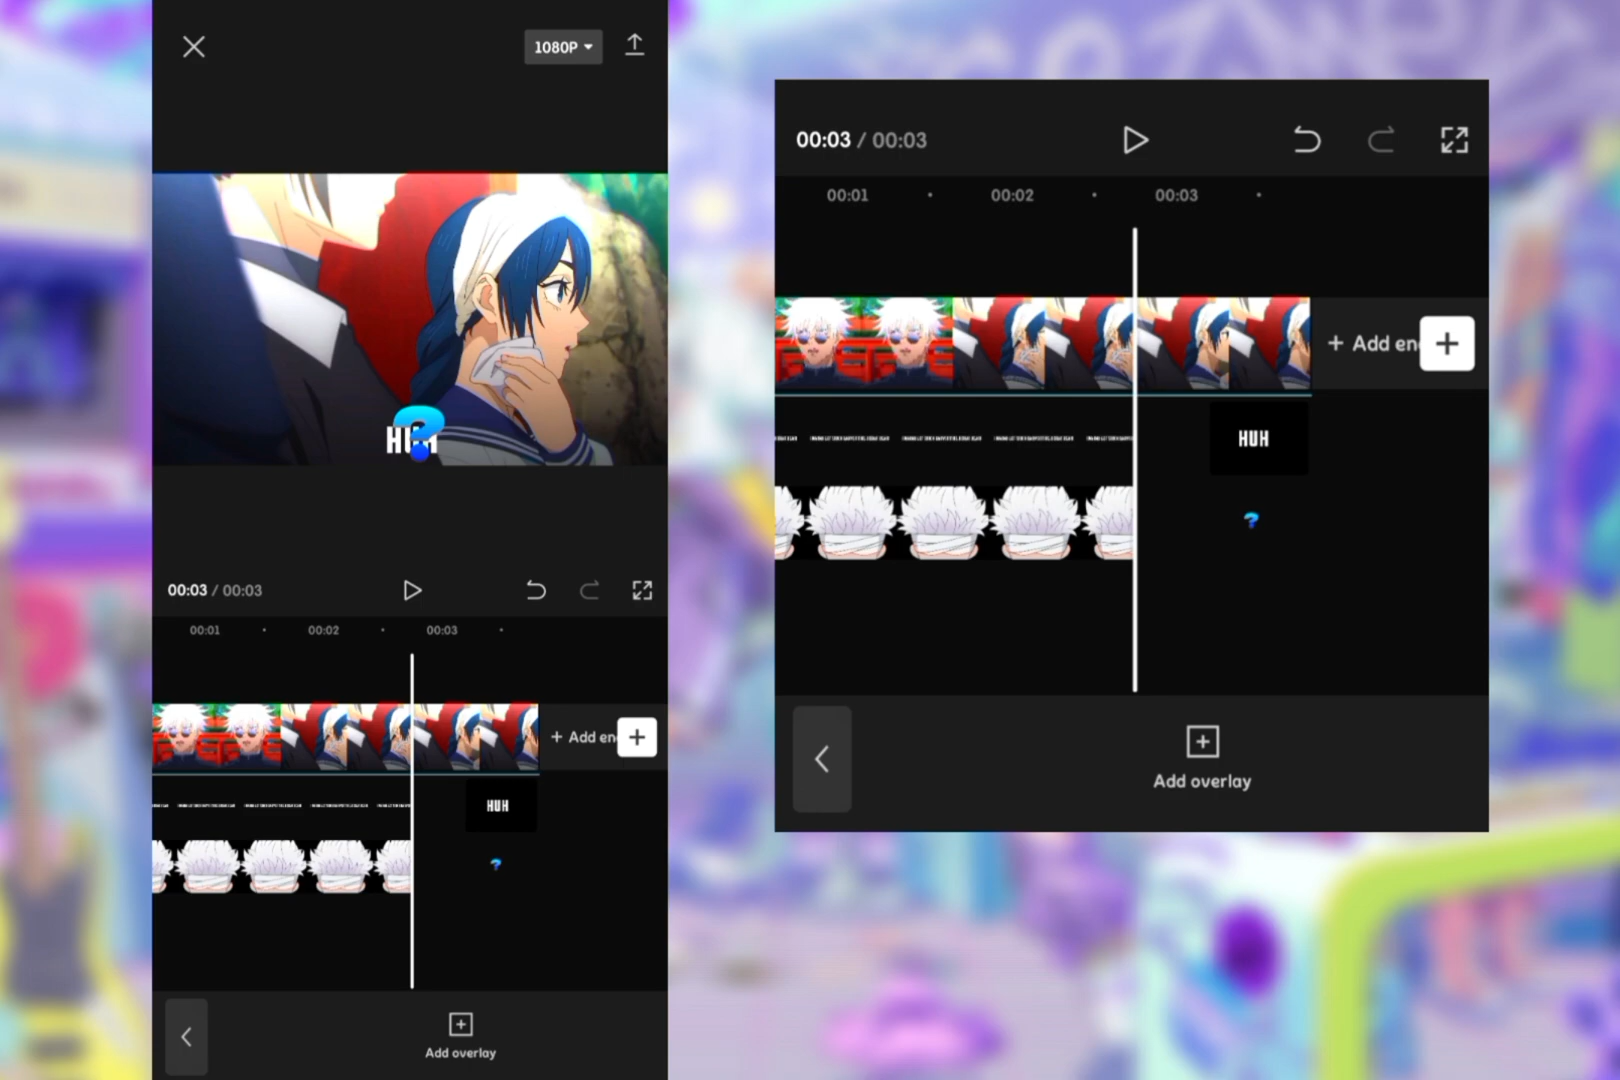 1080P
HUH
?
00:03 / 00:03
00:01
00:02
00:03
+ Add en
+
HUH
?
Add overlay
00:03 / 00:03
00:01
00:02
00:03
+ Add en
+
HUH
?
Add overlay